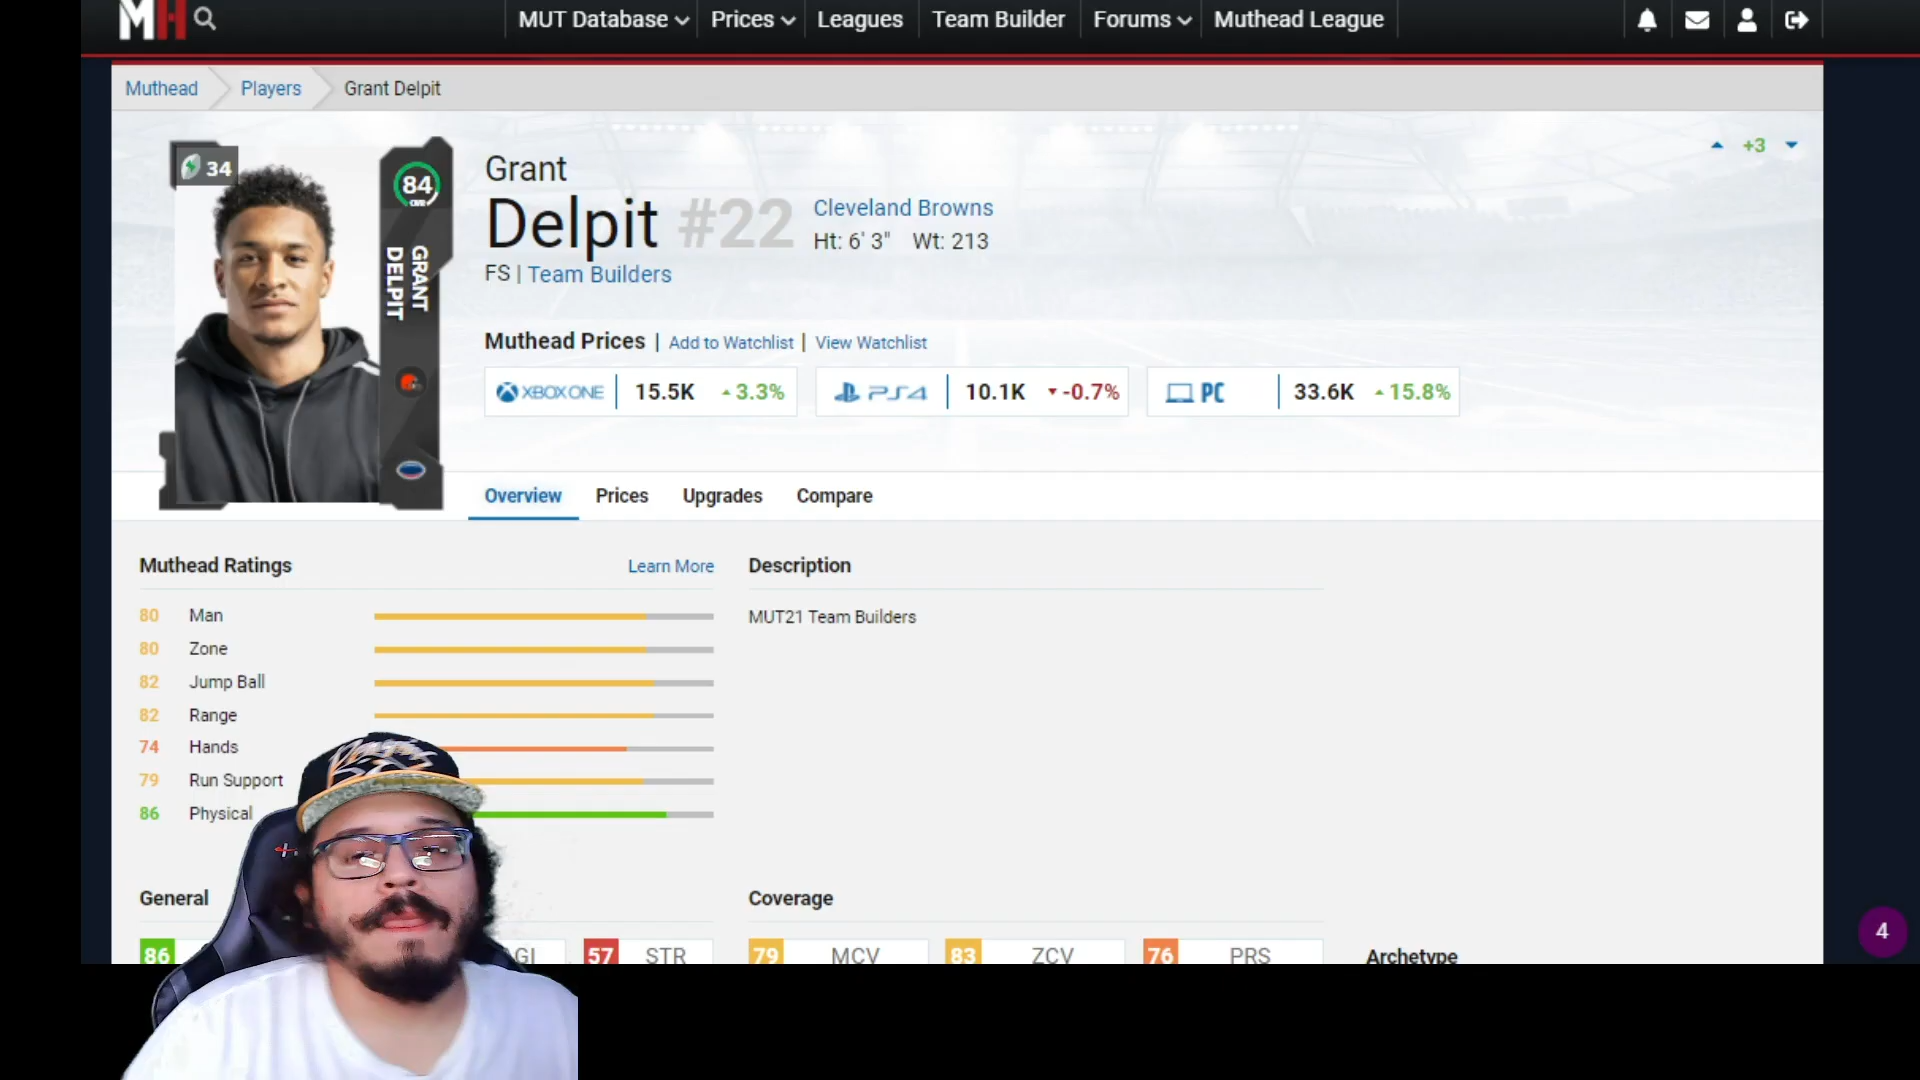 MH
MUT Database
Prices
Leagues
Team Builder
Forums
Muthead League
Muthead
Players
Grant Delpit
+3
34
84
OVR
GRANT
DELPIT
Grant
Delpit #22
Cleveland Browns
Ht: 6' 3" Wt: 213
FS | Team Builders
Muthead Prices | Add to Watchlist | View Watchlist
XBOX ONE 15.5K 3.3%
PS4 10.1K -0.7%
PC 33.6K 15.8%
Overview Prices Upgrades Compare
Muthead Ratings Learn More
80 Man
80 Zone
82 Jump Ball
82 Range
74 Hands
79 Run Support
86 Physical
Description
MUT21 Team Builders
General
86
57 STR
Coverage
79 MCV 83 ZCV 76 PRS
Archetype
4